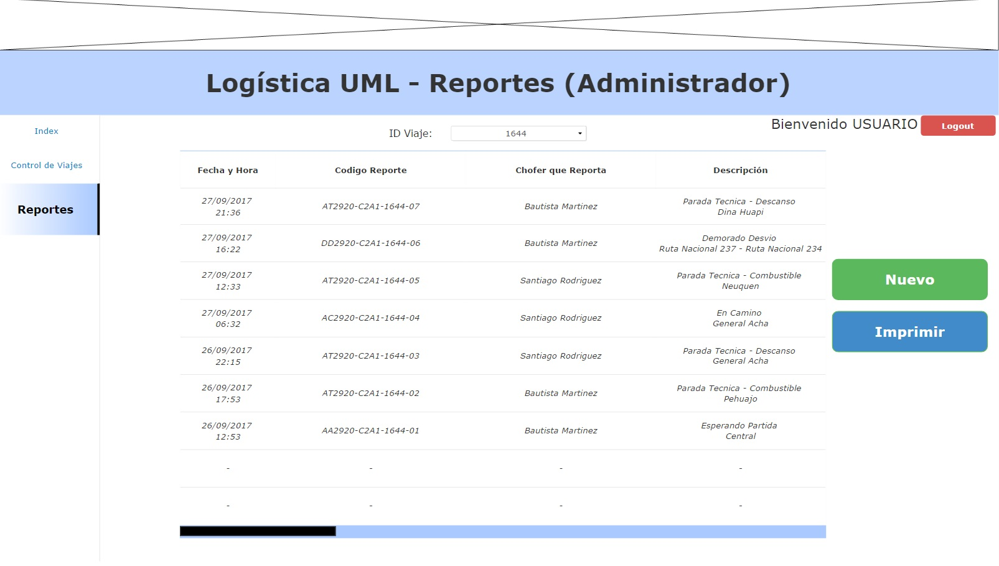 Logística UML - Reportes (Administrador)
Bienvenido USUARIO
Logout
Index
Control de Viajes
Reportes
ID Viaje:
1644
Fecha y Hora
Codigo Reporte
Chofer que Reporta
Descripción
27/09/2017
21:36
AT2920-C2A1-1644-07
Bautista Martinez
Parada Tecnica - Descanso
Dina Huapi
27/09/2017
16:22
DD2920-C2A1-1644-06
Bautista Martinez
Demorado Desvio
Ruta Nacional 237 - Ruta Nacional 234
27/09/2017
12:33
AT2920-C2A1-1644-05
Santiago Rodriguez
Parada Tecnica - Combustible
Neuquen
27/09/2017
06:32
AC2920-C2A1-1644-04
Santiago Rodriguez
En Camino
General Acha
26/09/2017
22:15
AT2920-C2A1-1644-03
Santiago Rodriguez
Parada Tecnica - Descanso
General Acha
26/09/2017
17:53
AT2920-C2A1-1644-02
Bautista Martinez
Parada Tecnica - Combustible
Pehuajo
26/09/2017
12:53
AA2920-C2A1-1644-01
Bautista Martinez
Esperando Partida
Central
-
-
-
-
-
-
-
-
Nuevo
Imprimir